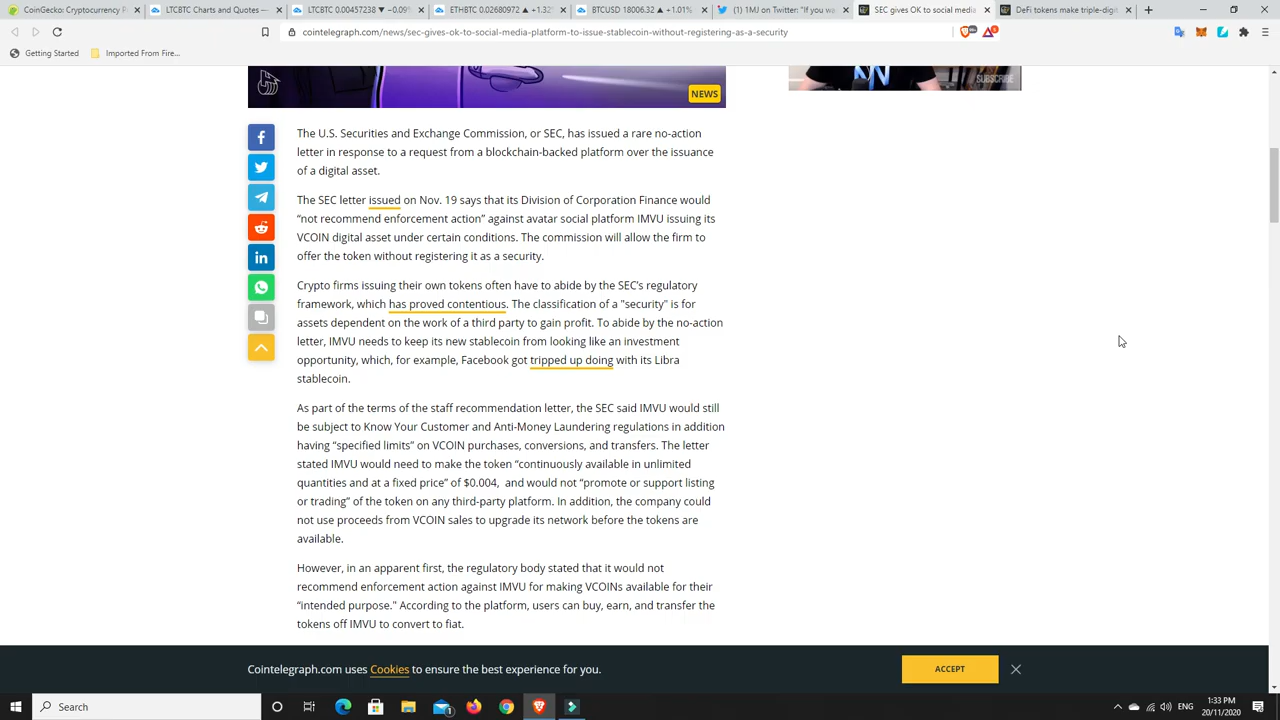 CoinGecko: Cryptocurrency P
LTCBTC Charts and Quotes —
LTCBTC 0.00457238 ▼ −0.09%
ETHBTC 0.02680972 ▲ +1.32%
BTCUSD 18006.32 ▲ +1.01%
(1) 1MJ on Twitter: "If you wa
SEC gives OK to social media
DeFi tokens make triple-digit
cointelegraph.com/news/sec-gives-ok-to-social-media-platform-to-issue-stablecoin-without-registering-as-a-security
Getting Started
Imported From Fire...
NEWS
SUBSCRIBE
The U.S. Securities and Exchange Commission, or SEC, has issued a rare no-action
letter in response to a request from a blockchain-backed platform over the issuance
of a digital asset.
The SEC letter issued on Nov. 19 says that its Division of Corporation Finance would
“not recommend enforcement action” against avatar social platform IMVU issuing its
VCOIN digital asset under certain conditions. The commission will allow the firm to
offer the token without registering it as a security.
Crypto firms issuing their own tokens often have to abide by the SEC’s regulatory
framework, which has proved contentious. The classification of a "security" is for
assets dependent on the work of a third party to gain profit. To abide by the no-action
letter, IMVU needs to keep its new stablecoin from looking like an investment
opportunity, which, for example, Facebook got tripped up doing with its Libra
stablecoin.
As part of the terms of the staff recommendation letter, the SEC said IMVU would still
be subject to Know Your Customer and Anti-Money Laundering regulations in addition
having “specified limits” on VCOIN purchases, conversions, and transfers. The letter
stated IMVU would need to make the token “continuously available in unlimited
quantities and at a fixed price” of $0.004,  and would not “promote or support listing
or trading” of the token on any third-party platform. In addition, the company could
not use proceeds from VCOIN sales to upgrade its network before the tokens are
available.
However, in an apparent first, the regulatory body stated that it would not
recommend enforcement action against IMVU for making VCOINs available for their
“intended purpose." According to the platform, users can buy, earn, and transfer the
tokens off IMVU to convert to fiat.
Cointelegraph.com uses Cookies to ensure the best experience for you.
ACCEPT
Search
ENG
1:33 PM
20/11/2020